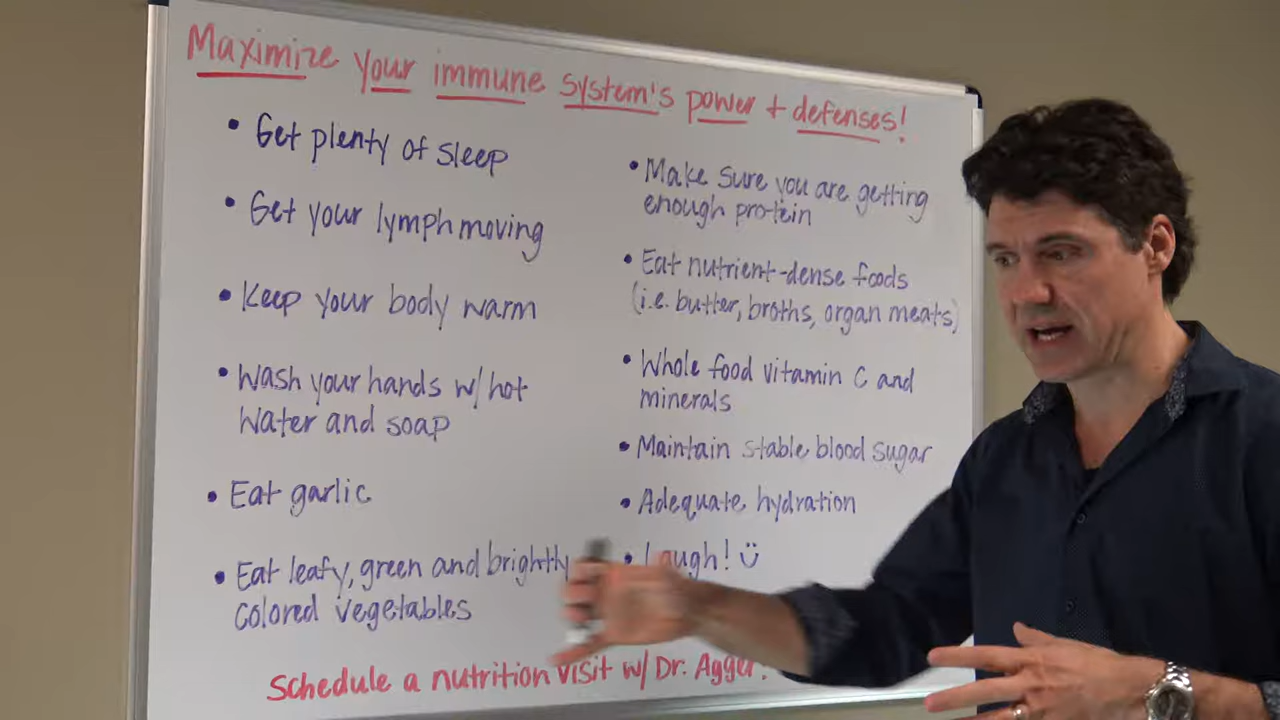 Maximize your immune system's power + defenses!
• Get plenty of sleep
• Get your lymph moving
• Keep your body warm
• Wash your hands w/ hot
water and soap
• Eat garlic
• Eat leafy, green and brightly
colored vegetables
• Make sure you are getting
enough protein
• Eat nutrient-dense foods
(i.e. butter, broths, organ meats)
• Whole food vitamin C and
minerals
• Maintain stable blood sugar
• Adequate hydration
• Laugh! ☺
Schedule a nutrition visit w/ Dr. Agger!